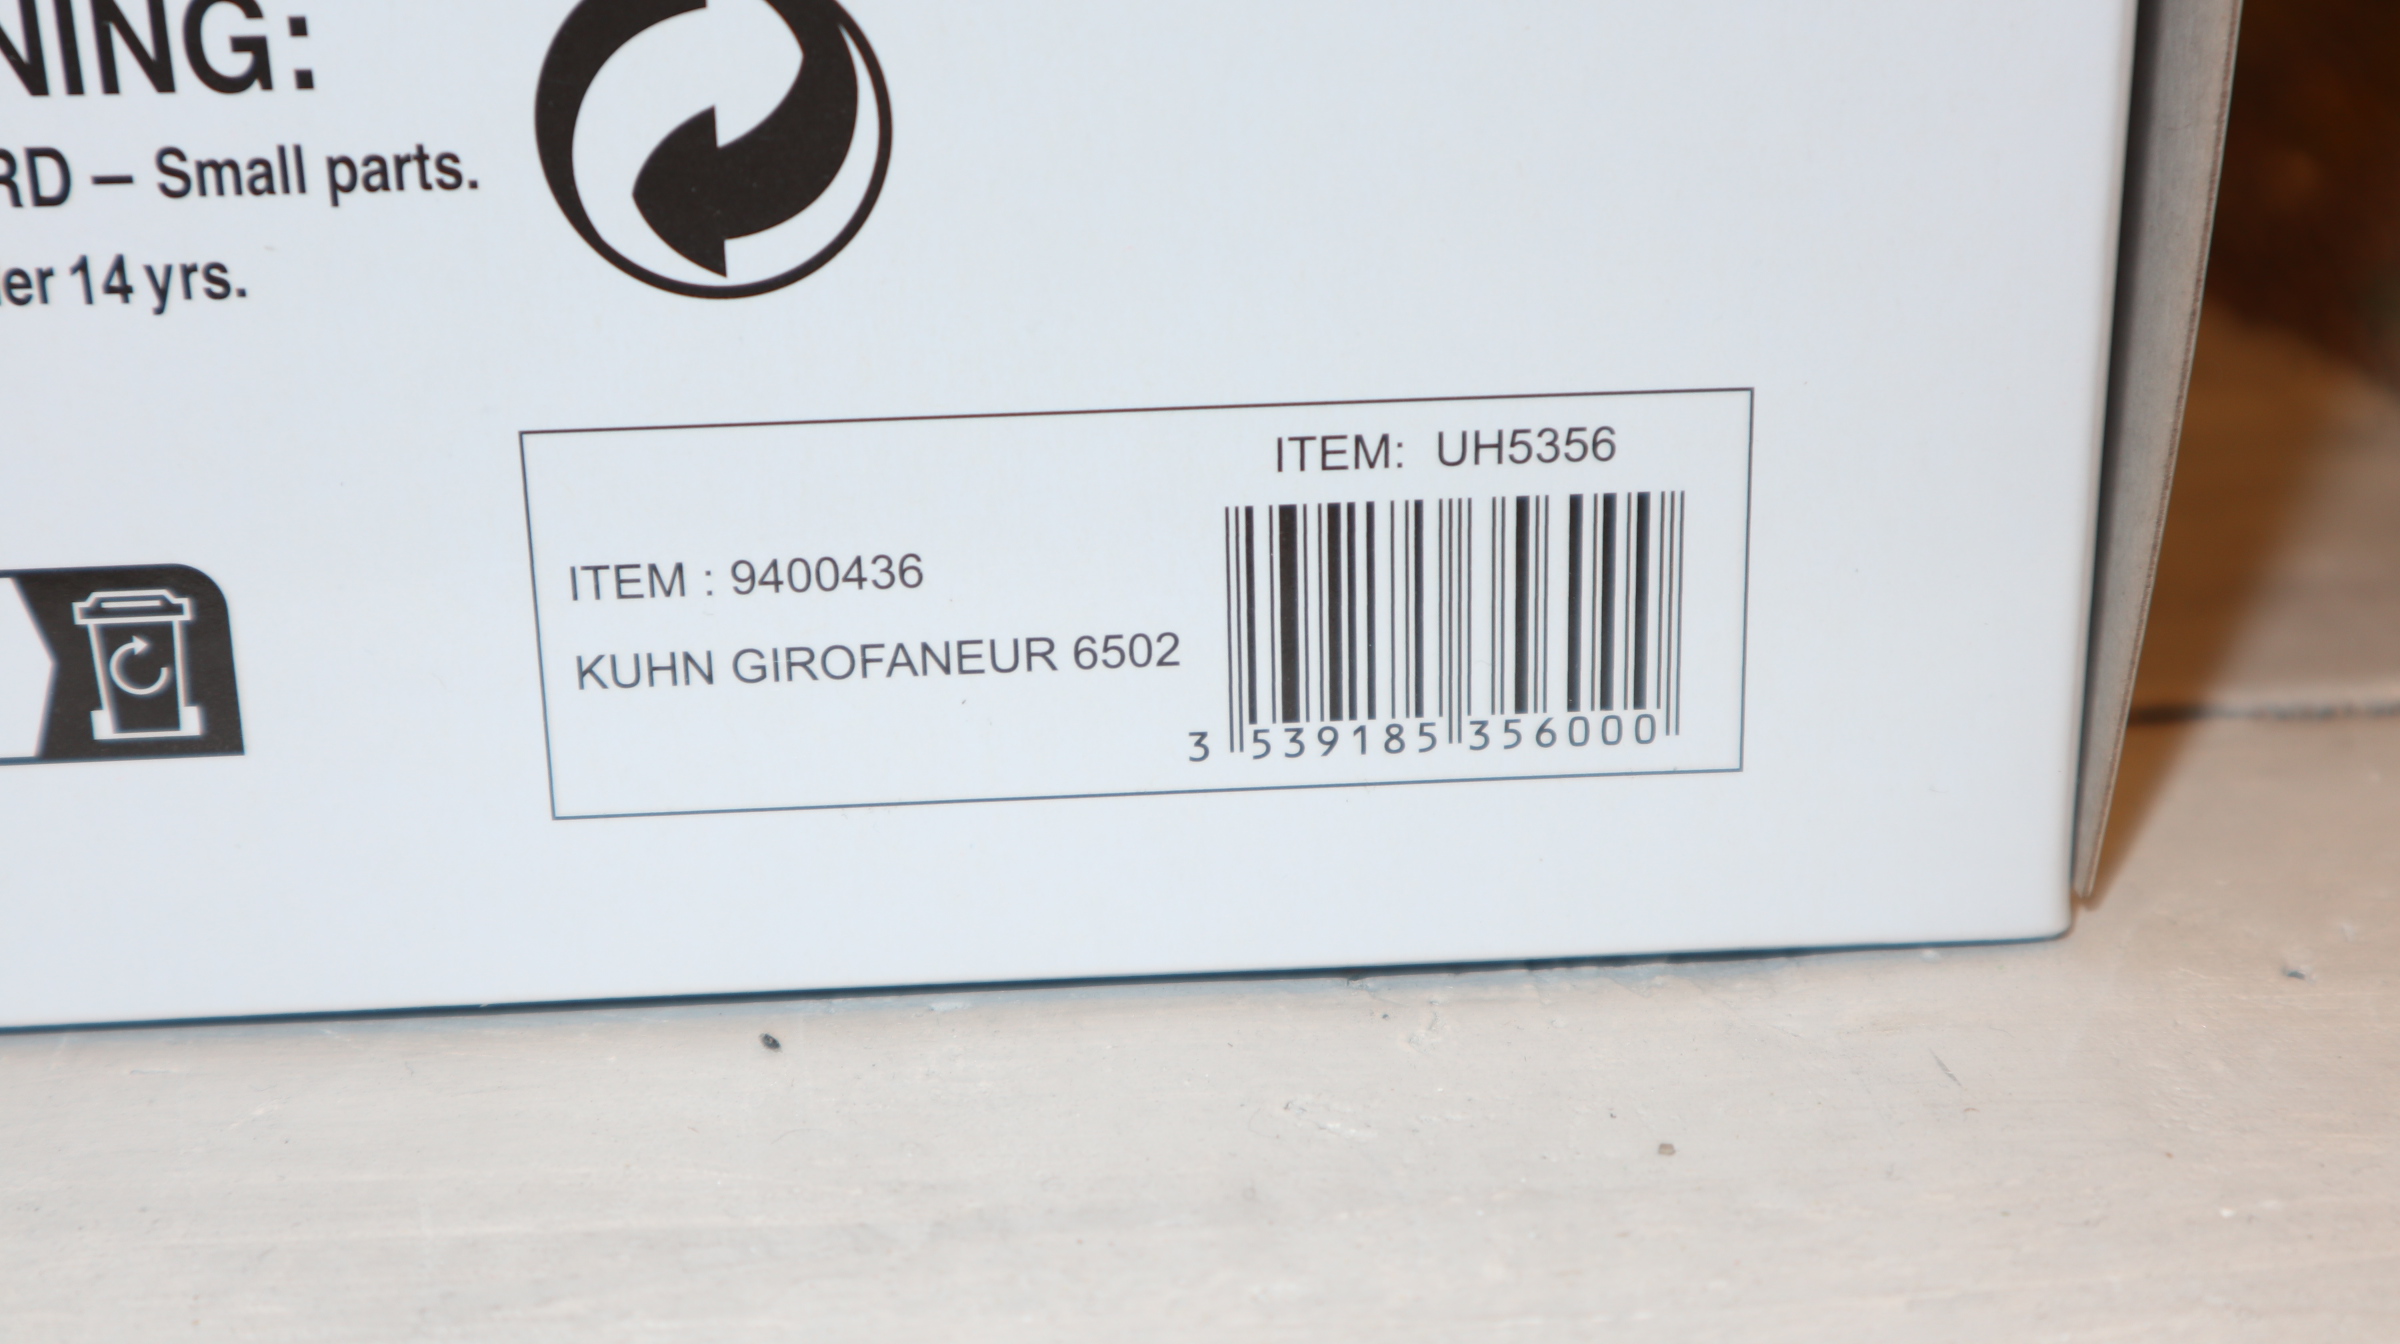 NING:
RD – Small parts.
er 14 yrs.
ITEM: UH5356
ITEM : 9400436
KUHN GIROFANEUR 6502
3 539185 356000